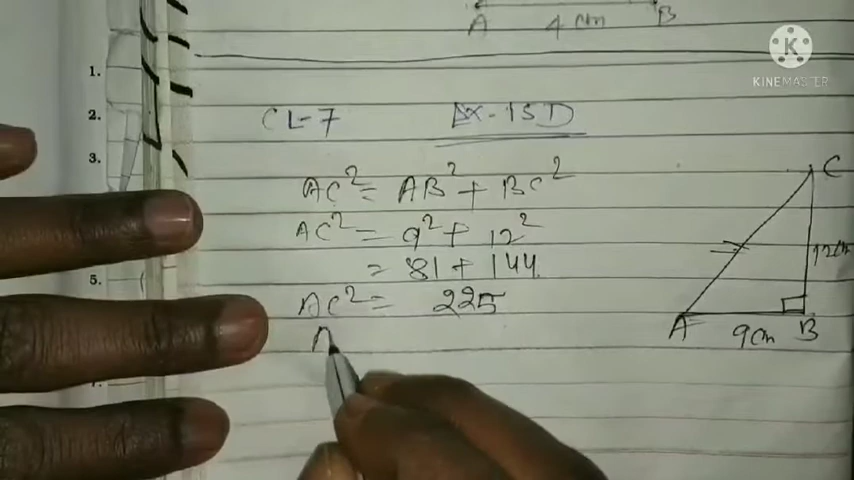 A 4 cm B
K
KINEMASTER
1.
2.
3.
5.
7.
CL-7 Ex-15D
AC² = AB² + BC²
AC² = 9² + 12²
= 81 + 144
AC² = 225
A
C
12cm
A 9cm B